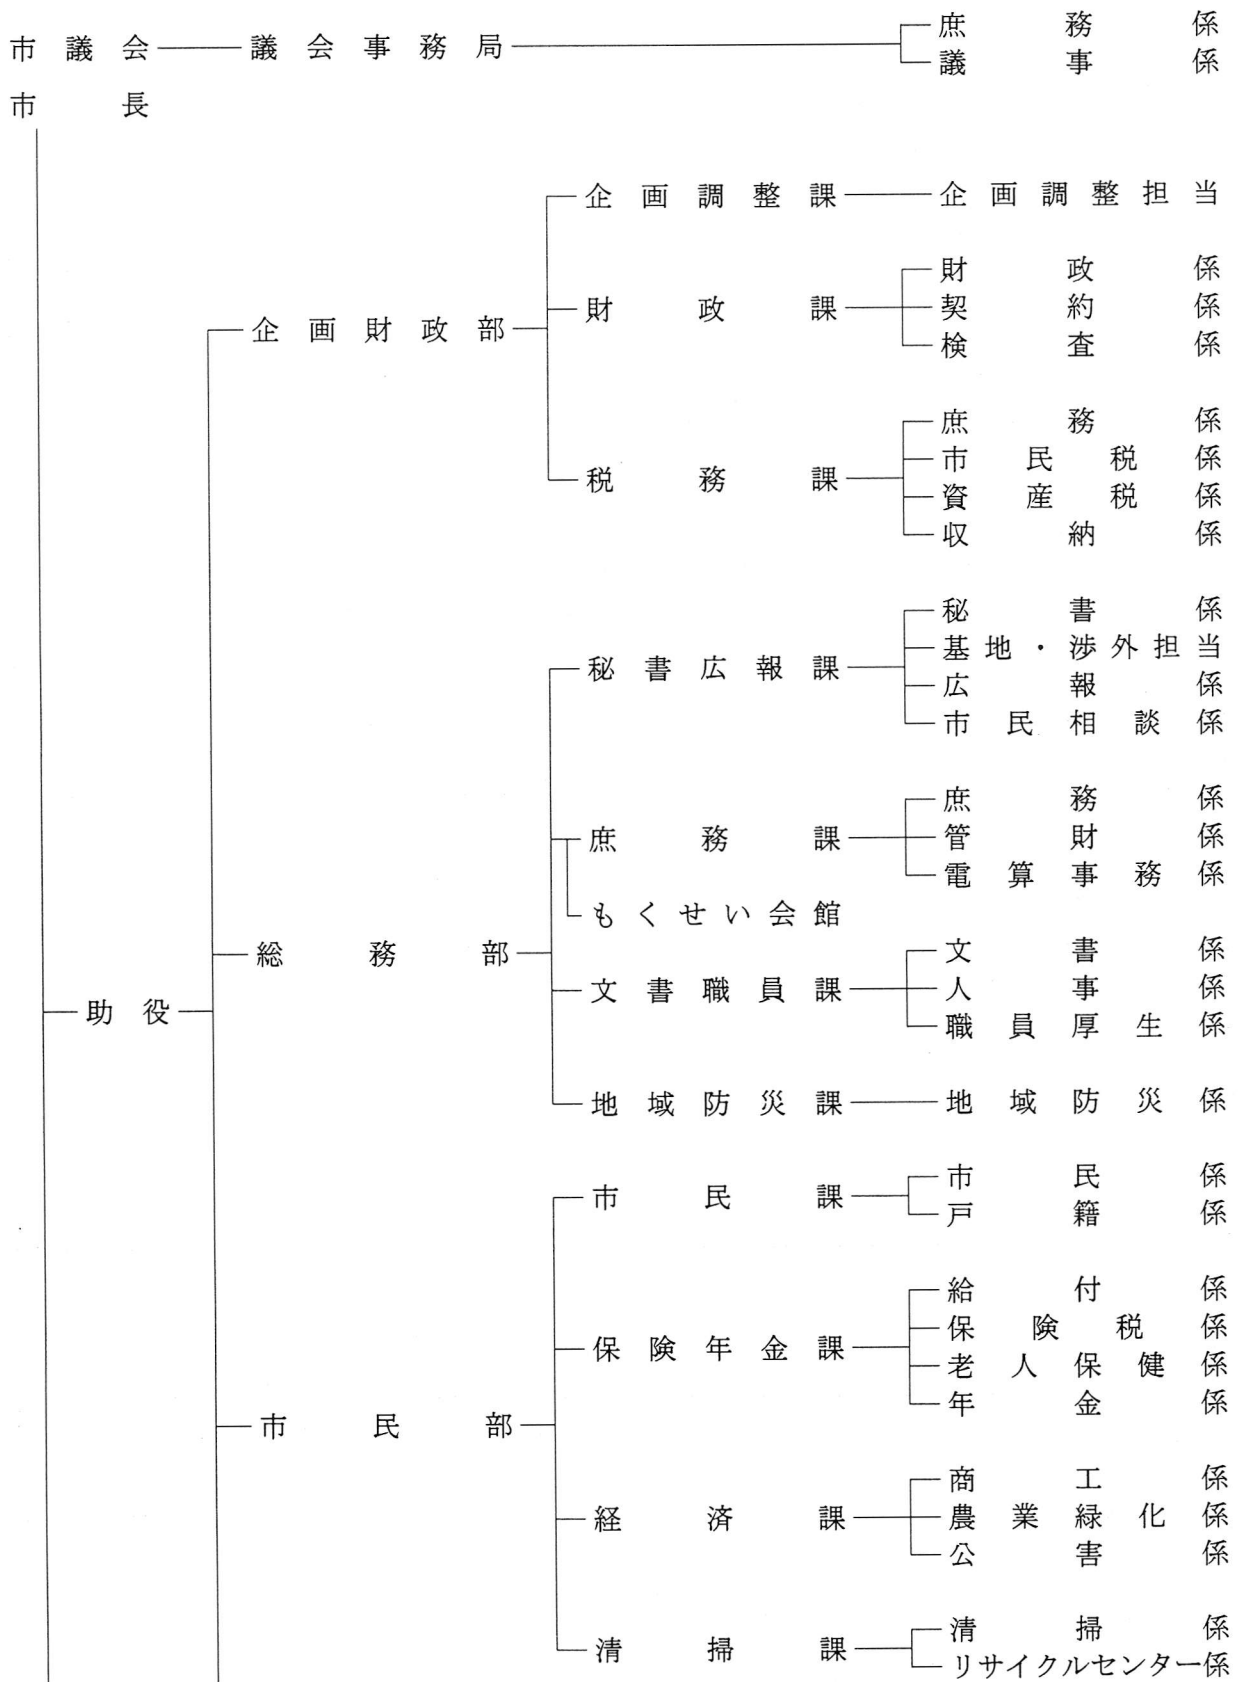 市議会 議会事務局 庶務係
議事係
市長
企画調整課 企画調整担当
財政係
財政課 契約係
企画財政部
検査係
庶務係
市民税係
税務課
資産税係
収納係
秘書係
基地・渉外担当
秘書広報課
広報係
市民相談係
庶務係
庶務課 管財係
電算事務係
もくせい会館
総務部 文書係
文書職員課 人事係
助役
職員厚生係
地域防災課 地域防災係
市民係
市民課
戸籍係
給付係
保険税係
保険年金課
老人保健係
年金係
市民部
商工係
経済課 農業緑化係
公害係
清掃係
清掃課
リサイクルセンター係